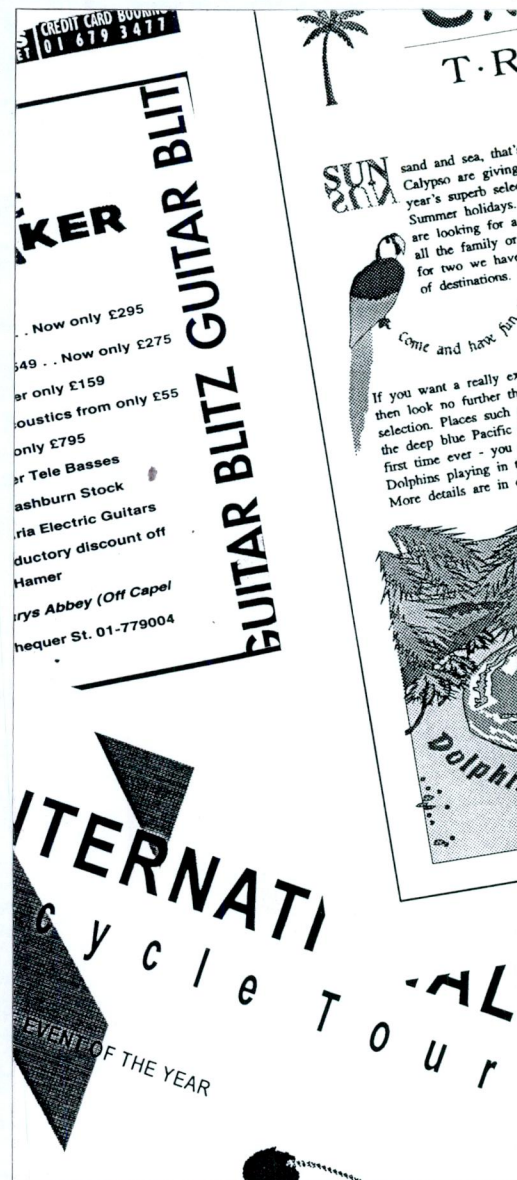 CREDIT CARD BOOKIN
01 679 3477
KER
. . Now only £295
549 . . Now only £275
er only £159
coustics from only £55
only £795
er Tele Basses
ashburn Stock
ria Electric Guitars
ductory discount off
Hamer
rys Abbey (Off Capel
hequer St. 01-779004
GUITAR BLITZ GUITAR BLIT
T·R
SUN sand and sea, that's
Calypso are giving
year's superb selec
Summer holidays.
are looking for a
all the family or
for two we have
of destinations.
come and have fun
If you want a really ex
then look no further th
selection. Places such
the deep blue Pacific
first time ever - you
Dolphins playing in t
More details are in
Dolphi
NTERNATI NAL
cycle Tour
EVENT OF THE YEAR